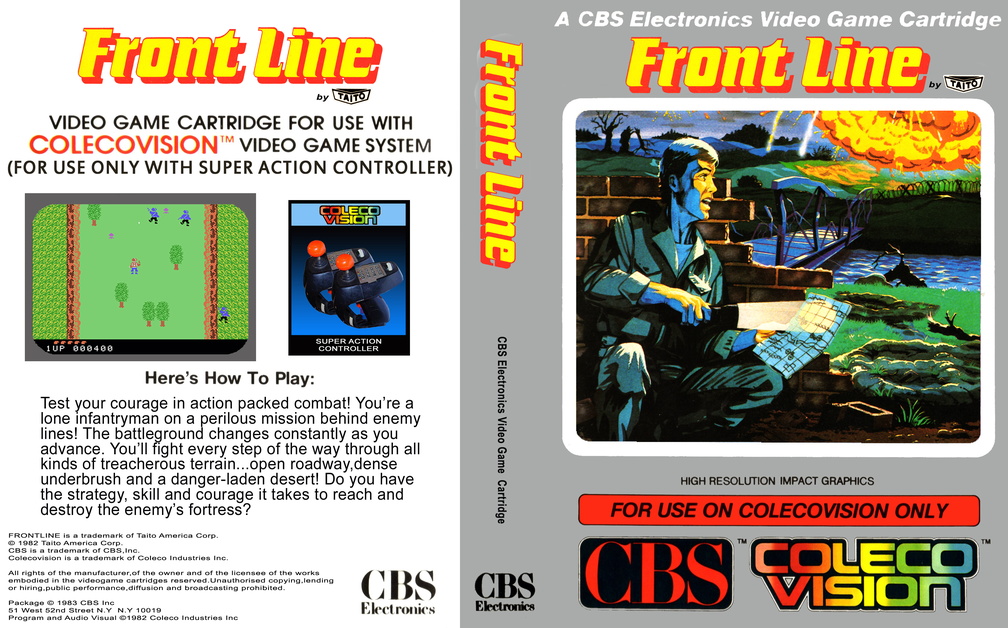 Front Line
by TAITO
VIDEO GAME CARTRIDGE FOR USE WITH
COLECOVISION™ VIDEO GAME SYSTEM
(FOR USE ONLY WITH SUPER ACTION CONTROLLER)
1UP 000400
COLECO
VISION
SUPER ACTION
CONTROLLER
Here's How To Play:
Test your courage in action packed combat! You're a
lone infantryman on a perilous mission behind enemy
lines! The battleground changes constantly as you
advance. You'll fight every step of the way through all
kinds of treacherous terrain...open roadway,dense
underbrush and a danger-laden desert! Do you have
the strategy, skill and courage it takes to reach and
destroy the enemy's fortress?
FRONTLINE is a trademark of Taito America Corp.
© 1982 Taito America Corp.
CBS is a trademark of CBS,Inc.
Colecovision is a trademark of Coleco Industries Inc.
All rights of the manufacturer,of the owner and of the licensee of the works
embodied in the videogame cartridges reserved.Unauthorised copying,lending
or hiring,public performance,diffusion and broadcasting prohibited.
Package © 1983 CBS Inc
51 West 52nd Street N.Y N.Y 10019
Program and Audio Visual ©1982 Coleco Industries Inc
CBS
Electronics
Front Line
CBS Electronics Video Game Cartridge
CBS
Electronics
A CBS Electronics Video Game Cartridge
Front Line
by TAITO
HIGH RESOLUTION IMPACT GRAPHICS
FOR USE ON COLECOVISION ONLY
CBS™
COLECO™
VISION